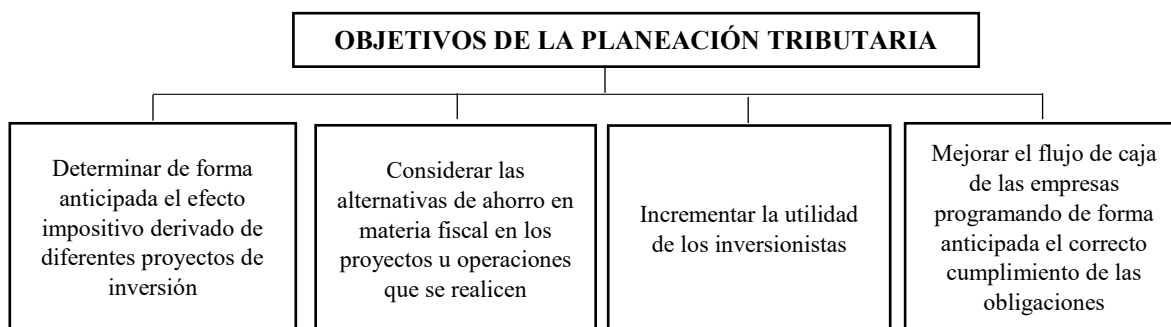 OBJETIVOS DE LA PLANEACIÓN TRIBUTARIA
Determinar de forma
anticipada el efecto
impositivo derivado de
diferentes proyectos de
inversión
Considerar las
alternativas de ahorro en
materia fiscal en los
proyectos u operaciones
que se realicen
Incrementar la utilidad
de los inversionistas
Mejorar el flujo de caja
de las empresas
programando de forma
anticipada el correcto
cumplimiento de las
obligaciones